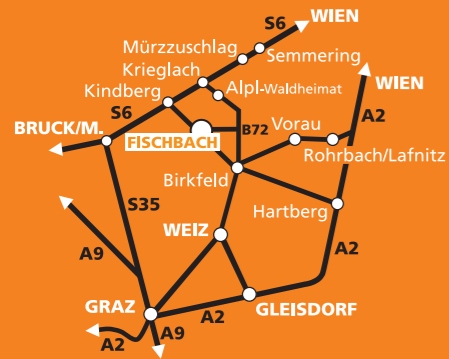 S6
WIEN
Mürzzuschlag
Semmering
Krieglach
WIEN
Kindberg
Alpl-Waldheimat
S6
A2
BRUCK/M.
B72
Vorau
FISCHBACH
Rohrbach/Lafnitz
Birkfeld
S35
Hartberg
WEIZ
A9
A2
GRAZ
A2
GLEISDORF
A2
A9